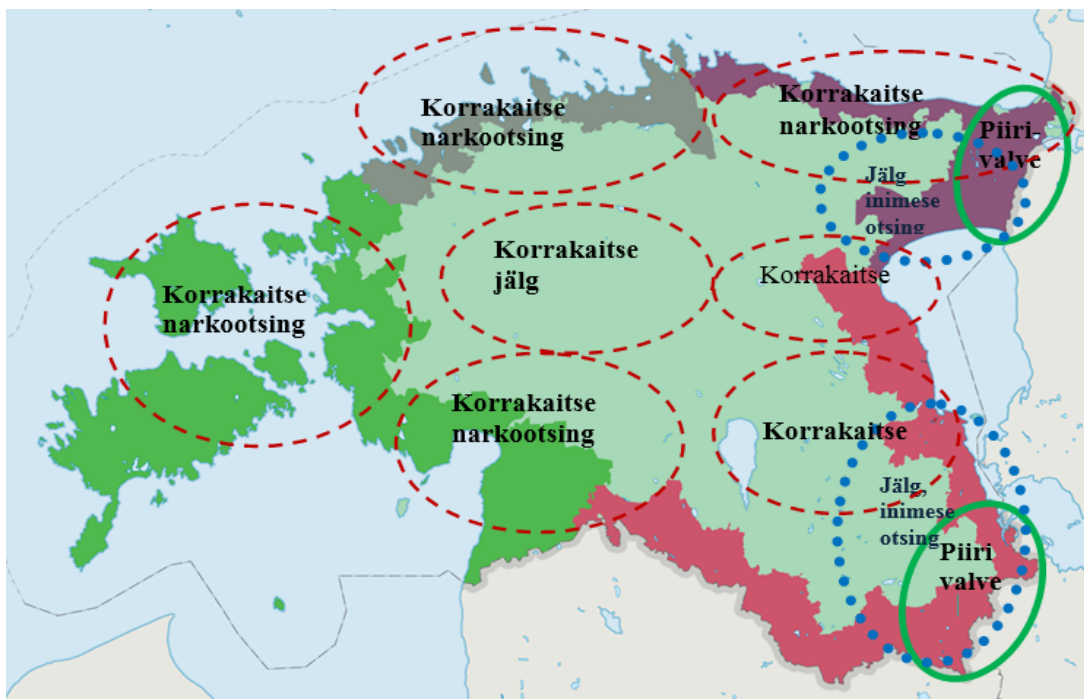 Korrakaitse
narkootsing
Korrakaitse
narkootsing
Piiri-
valve
Jälg
inimese
otsing
Korrakaitse
jälg
Korrakaitse
Korrakaitse
narkootsing
Korrakaitse
narkootsing
Korrakaitse
Jälg,
inimese
otsing
Piiri
valve